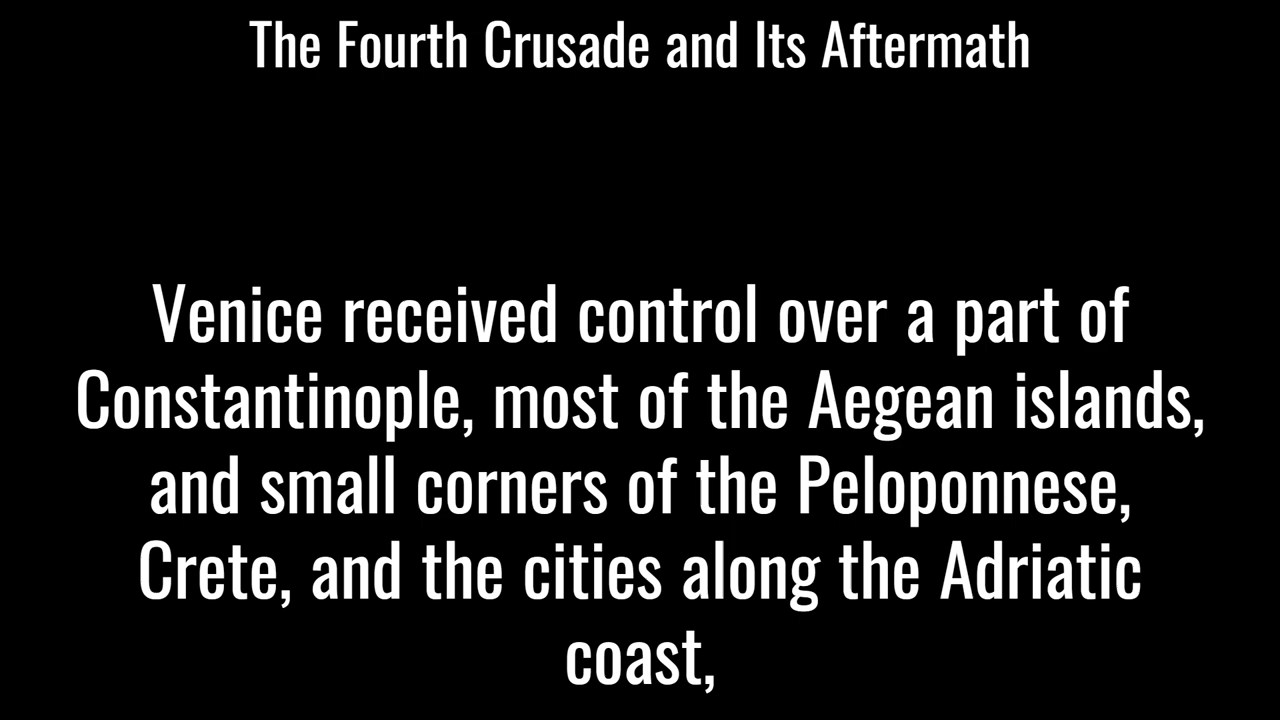 The Fourth Crusade and Its Aftermath
Venice received control over a part of
Constantinople, most of the Aegean islands,
and small corners of the Peloponnese,
Crete, and the cities along the Adriatic
coast,